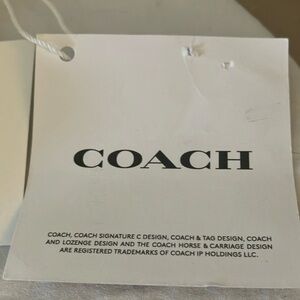 COACH
COACH, COACH SIGNATURE C DESIGN, COACH & TAG DESIGN, COACH
AND LOZENGE DESIGN AND THE COACH HORSE & CARRIAGE DESIGN
ARE REGISTERED TRADEMARKS OF COACH IP HOLDINGS LLC.